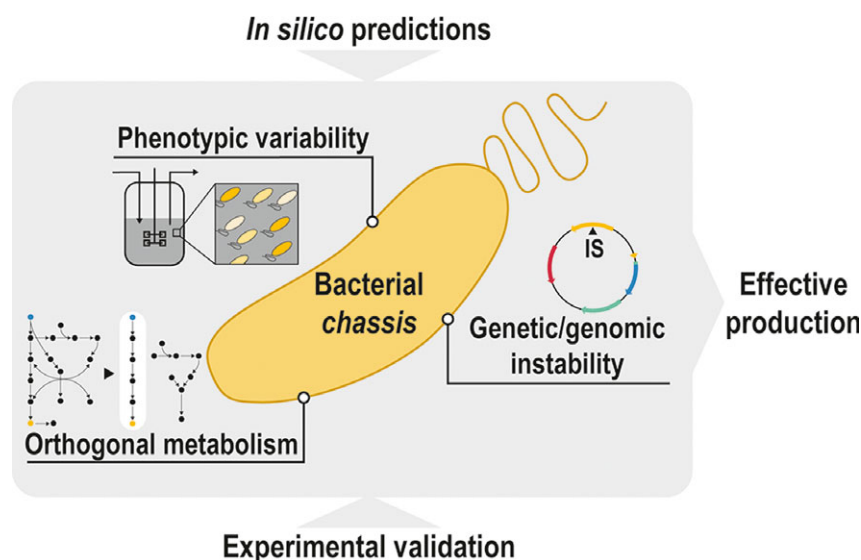 In silico predictions
Phenotypic variability
IS
Bacterial
chassis
Genetic/genomic
instability
Effective
production
Orthogonal metabolism
Experimental validation